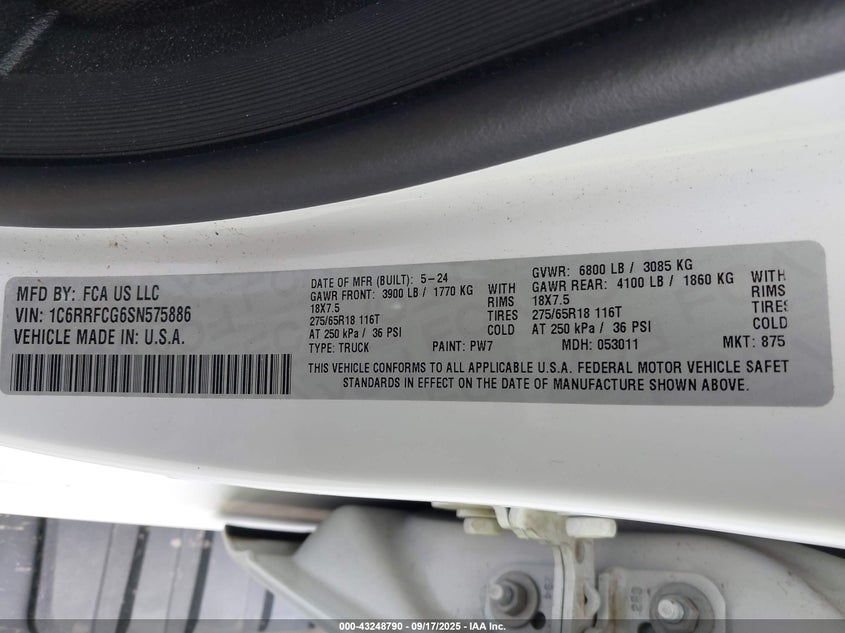 MFD BY: FCA US LLC
VIN: 1C6RRFCG6SN575886
VEHICLE MADE IN: U.S.A.
DATE OF MFR (BUILT): 5-24
GAWR FRONT: 3900 LB / 1770 KG WITH
18X7.5 RIMS
275/65R18 116T TIRES
AT 250 kPa / 36 PSI COLD
TYPE: TRUCK PAINT: PW7
GVWR: 6800 LB / 3085 KG
GAWR REAR: 4100 LB / 1860 KG WITH
18X7.5 RIMS
275/65R18 116T TIRES
AT 250 kPa / 36 PSI COLD
MDH: 053011 MKT: 875
THIS VEHICLE CONFORMS TO ALL APPLICABLE U.S.A. FEDERAL MOTOR VEHICLE SAFET
STANDARDS IN EFFECT ON THE DATE OF MANUFACTURE SHOWN ABOVE.
000-43248790 - 09/17/2025 - IAA Inc.